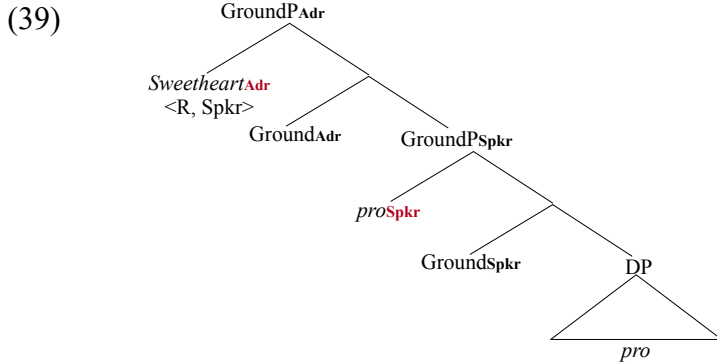 (39)
GroundPAdr
SweetheartAdr
<R, Spkr>
GroundAdr
GroundPSpkr
proSpkr
GroundSpkr
DP
pro